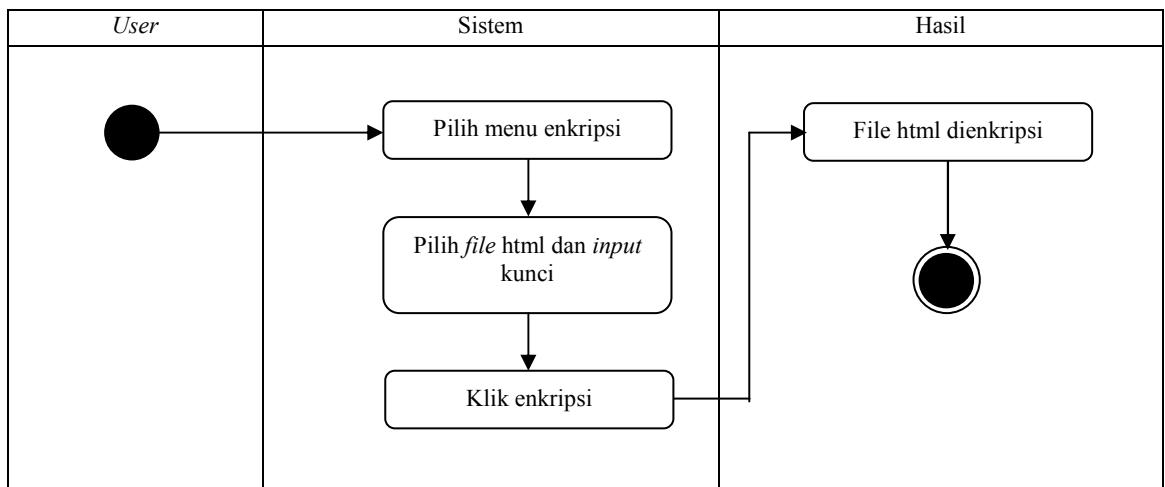 User
Sistem
Hasil
Pilih menu enkripsi
File html dienkripsi
Pilih file html dan input
kunci
Klik enkripsi